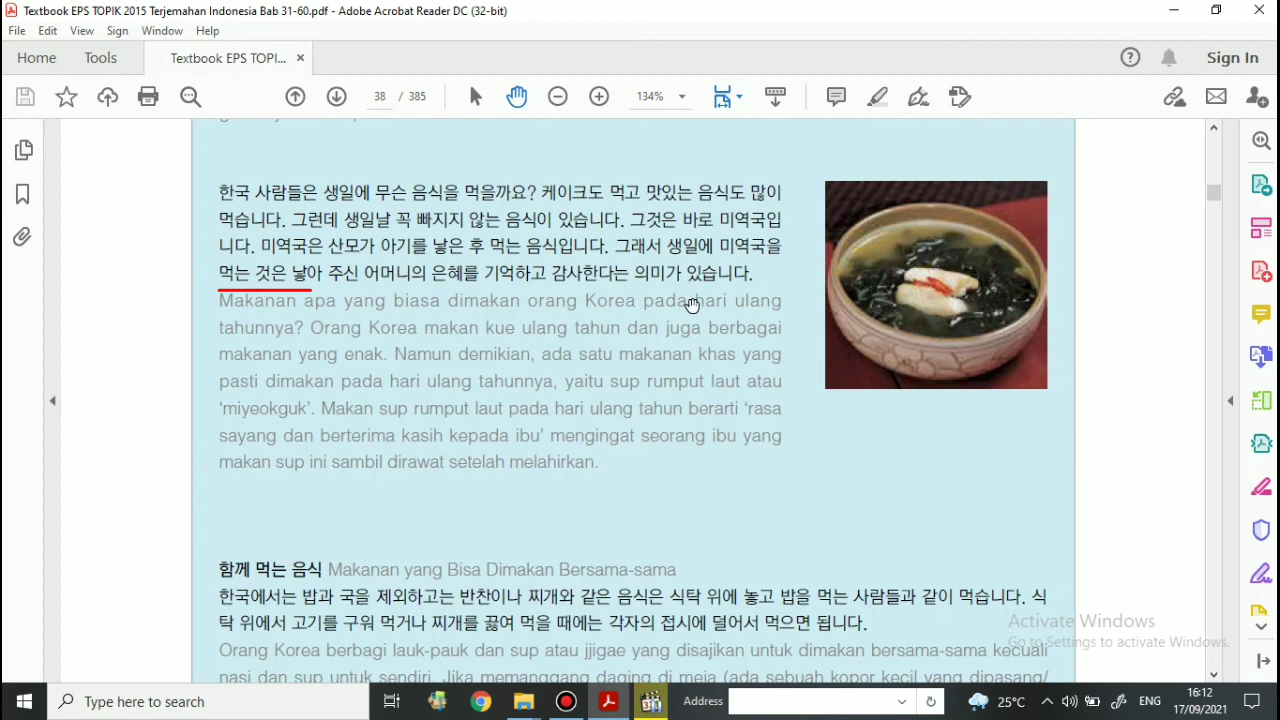 Textbook EPS TOPIK 2015 Terjemahan Indonesia Bab 31-60.pdf - Adobe Acrobat Reader DC (32-bit)
File Edit View Sign Window Help
Home Tools Textbook EPS TOPI... × Sign In
38 / 385 134%
한국 사람들은 생일에 무슨 음식을 먹을까요? 케이크도 먹고 맛있는 음식도 많이
먹습니다. 그런데 생일날 꼭 빠지지 않는 음식이 있습니다. 그것은 바로 미역국입
니다. 미역국은 산모가 아기를 낳은 후 먹는 음식입니다. 그래서 생일에 미역국을
먹는 것은 낳아 주신 어머니의 은혜를 기억하고 감사한다는 의미가 있습니다.
Makanan apa yang biasa dimakan orang Korea pada hari ulang
tahunnya? Orang Korea makan kue ulang tahun dan juga berbagai
makanan yang enak. Namun demikian, ada satu makanan khas yang
pasti dimakan pada hari ulang tahunnya, yaitu sup rumput laut atau
‘miyeokguk’. Makan sup rumput laut pada hari ulang tahun berarti ‘rasa
sayang dan berterima kasih kepada ibu’ mengingat seorang ibu yang
makan sup ini sambil dirawat setelah melahirkan.
함께 먹는 음식 Makanan yang Bisa Dimakan Bersama-sama
한국에서는 밥과 국을 제외하고는 반찬이나 찌개와 같은 음식은 식탁 위에 놓고 밥을 먹는 사람들과 같이 먹습니다. 식
탁 위에서 고기를 구워 먹거나 찌개를 끓여 먹을 때에는 각자의 접시에 덜어서 먹으면 됩니다.
Orang Korea berbagi lauk-pauk dan sup atau jjigae yang disajikan untuk dimakan bersama-sama kecuali
nasi dan sup untuk sendiri. Jika memanggang daging di meja (ada sebuah kopor kecil yang dipasang/
Activate Windows
Go to Settings to activate Windows.
Type here to search Address 25°C ENG 16:12
17/09/2021